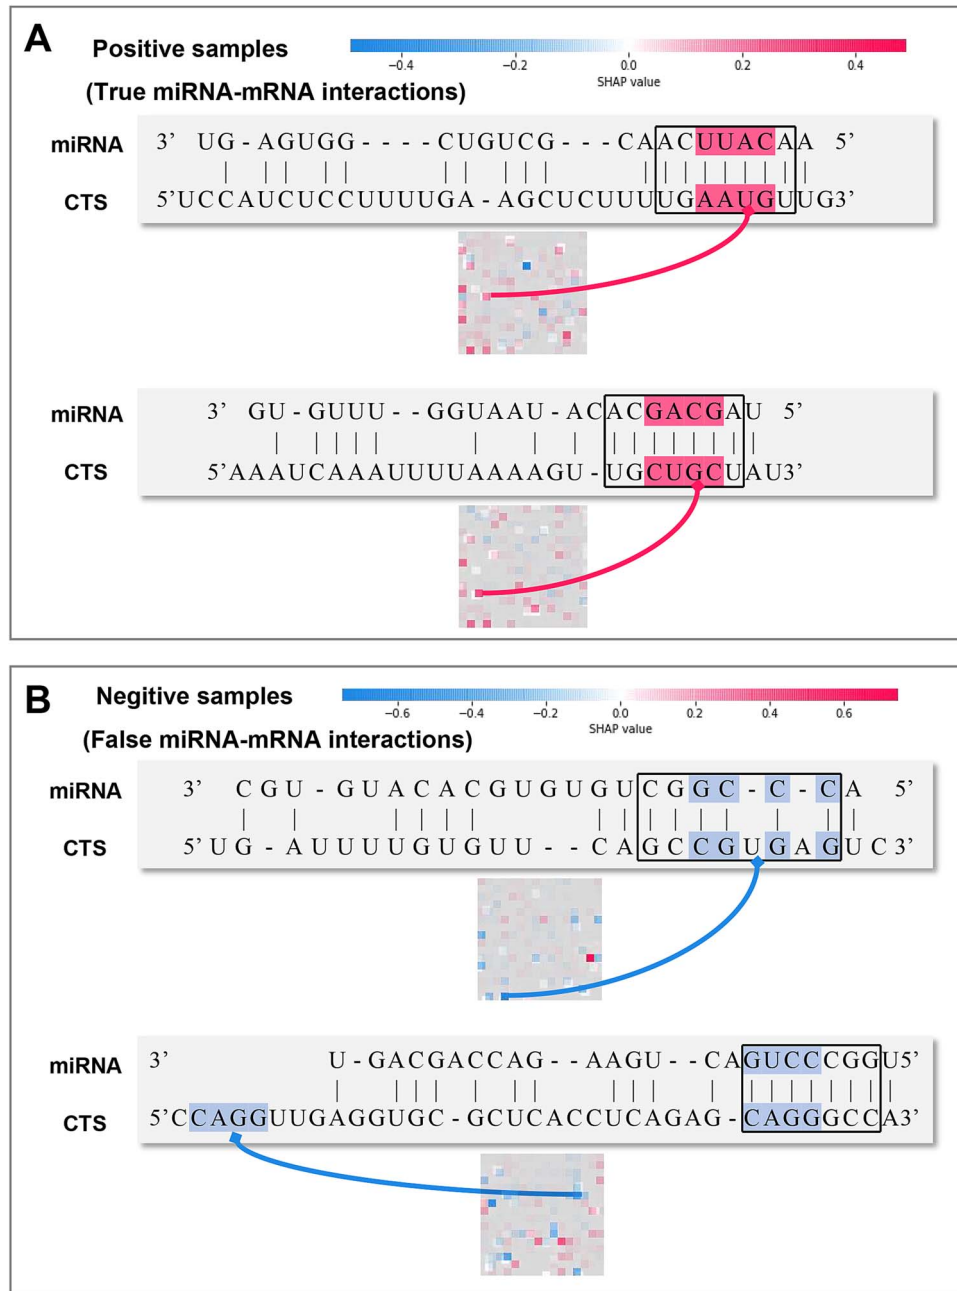 A
Positive samples
(True miRNA-mRNA interactions)
−0.4 −0.2 0.0 0.2 0.4
SHAP value
miRNA 3’ UG-AGUGG----CUGUCG---CAACUUACAA 5’
CTS 5’UCCAUCUCCUUUUGA-AGCUCUUUUGAAUGUUG3’
miRNA 3’ GU-GUUU--GGUAAU-ACACGACGAU 5’
CTS 5’AAAUCAAAUUUUAAAAGU-UGCUGCUAU3’
B
Negitive samples
(False miRNA-mRNA interactions)
−0.6 −0.4 −0.2 0.0 0.2 0.4 0.6
SHAP value
miRNA 3’ CGU-GUACACGUGUGUCGGC-C-CA 5’
CTS 5’UG-AUUUUGUGUU--CAGCCGUGAGUC3’
miRNA 3’ U-GACGACCAG--AAGU--CAGUCCCGGU5’
CTS 5’CCAGGUUGAGGUGC-GCUCACCUCAGAG-CAGGGCCA3’